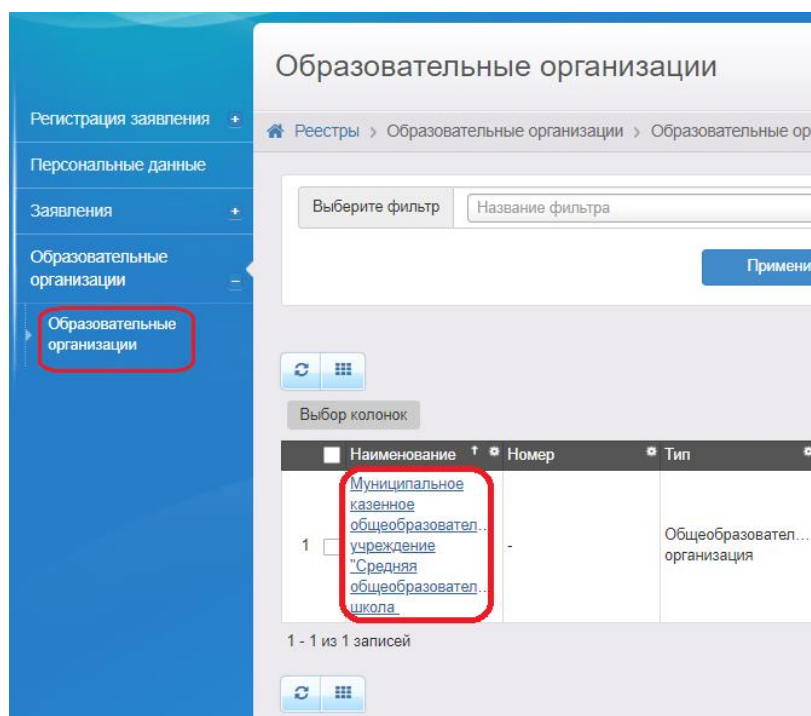 Образовательные организации
Регистрация заявления
Персональные данные
Заявления
Образовательные
организации
Образовательные
организации
Реестры > Образовательные организации > Образовательные ор
Выберите фильтр
Название фильтра
Примени
Выбор колонок
Наименование Номер Тип
1
Муниципальное
казенное
общеобразовател...
учреждение
"Средняя
общеобразовател...
школа
-
Общеобразовател...
организация
1 - 1 из 1 записей